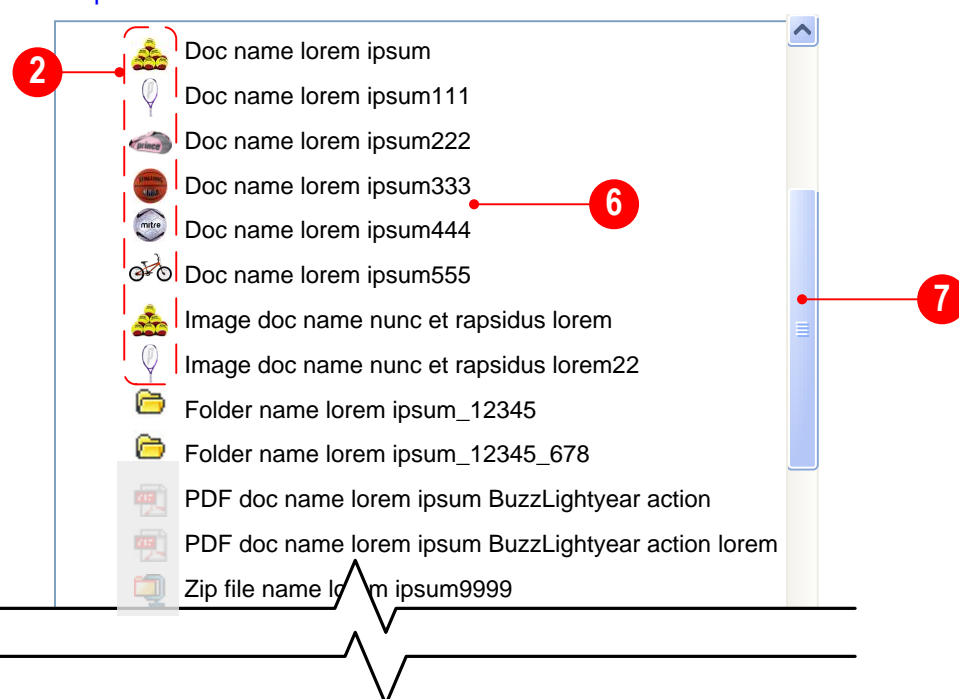 Doc name lorem ipsum
2
Doc name lorem ipsum111
prince
Doc name lorem ipsum222
Doc name lorem ipsum333
6
mitre
Doc name lorem ipsum444
Doc name lorem ipsum555
7
Image doc name nunc et rapsidus lorem
Image doc name nunc et rapsidus lorem22
Folder name lorem ipsum_12345
Folder name lorem ipsum_12345_678
PDF doc name lorem ipsum BuzzLightyear action
PDF doc name lorem ipsum BuzzLightyear action lorem
Zip file name lorem ipsum9999